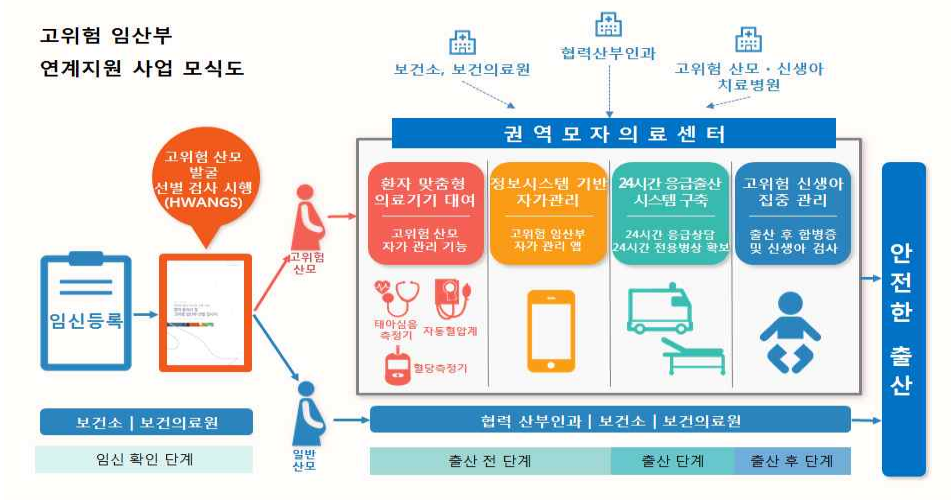 고위험 임산부
연계지원 사업 모식도
보건소, 보건의료원
협력산부인과
고위험 산모 · 신생아
치료병원
권역모자의료센터
고위험 산모
발굴
선별 검사 시행
(HWANGS)
임신등록
고위험
산모
일반
산모
환자 맞춤형
의료기기 대여
고위험 산모
자가 관리 기능
태아심음
측정기
자동혈압계
혈당측정기
정보시스템 기반
자가관리
고위험 임산부
자가 관리 앱
24시간 응급출산
시스템 구축
24시간 응급상담
24시간 전용병상 확보
고위험 신생아
집중 관리
출산 후 합병증
및 신생아 검사
안전한 출산
보건소 | 보건의료원
협력 산부인과 | 보건소 | 보건의료원
임신 확인 단계
출산 전 단계
출산 단계
출산 후 단계